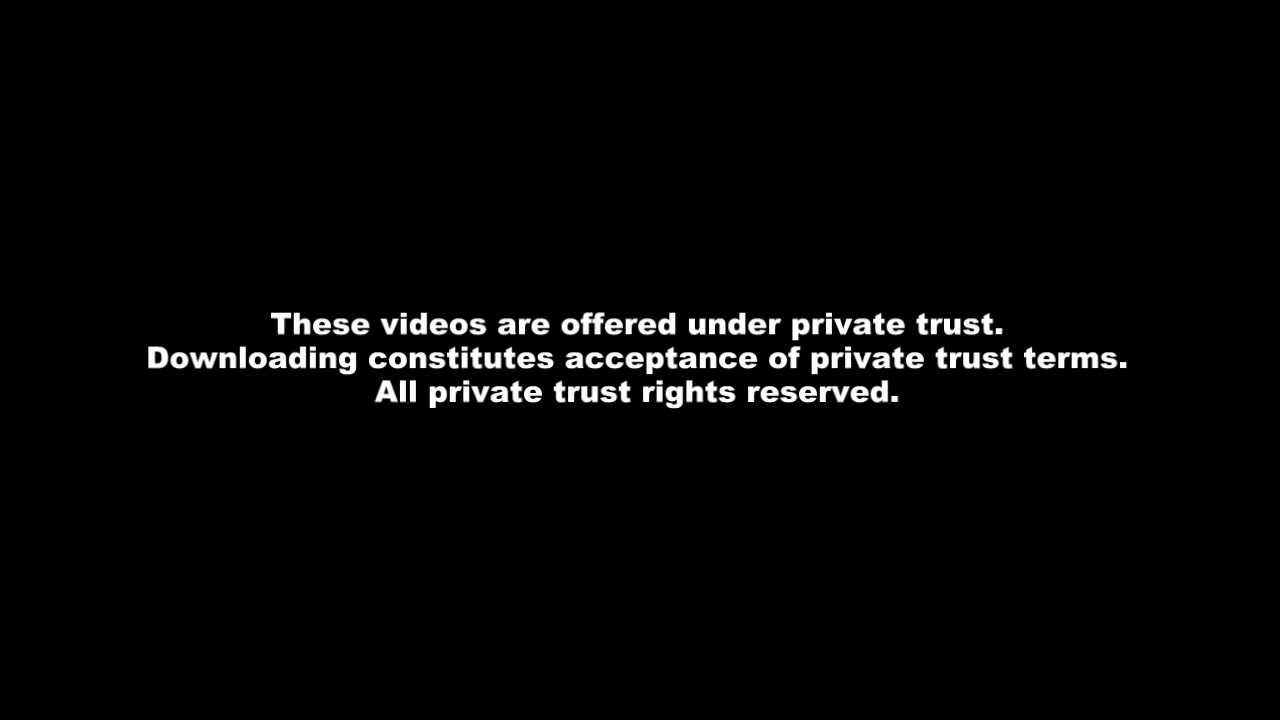 These videos are offered under private trust.
Downloading constitutes acceptance of private trust terms.
All private trust rights reserved.